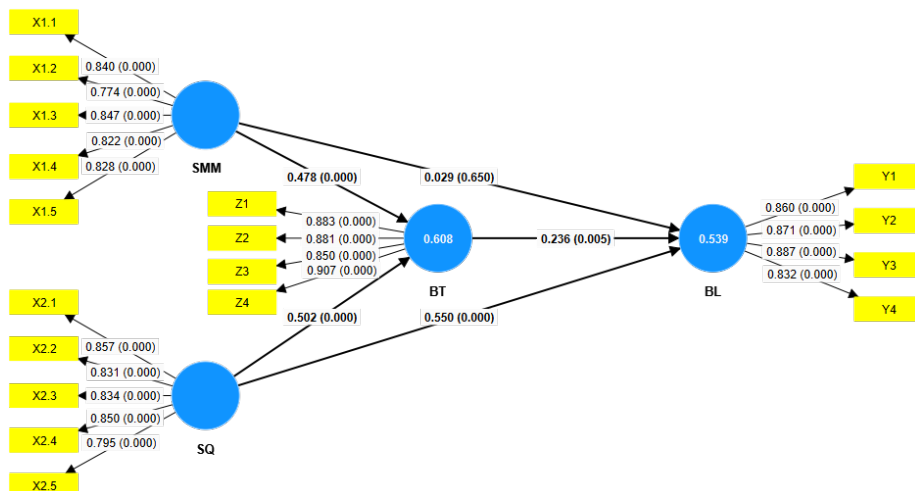 X1.1
0.840 (0.000)
X1.2
0.774 (0.000)
X1.3
0.847 (0.000)
0.822 (0.000)
X1.4
0.828 (0.000)
X1.5
SMM
0.478 (0.000)
0.029 (0.650)
Z1
0.883 (0.000)
Z2
0.881 (0.000)
Z3
0.850 (0.000)
0.907 (0.000)
Z4
0.608
BT
0.236 (0.005)
0.539
BL
Y1
0.860 (0.000)
Y2
0.871 (0.000)
0.887 (0.000)
Y3
0.832 (0.000)
Y4
0.502 (0.000)
0.550 (0.000)
X2.1
0.857 (0.000)
X2.2
0.831 (0.000)
X2.3
0.834 (0.000)
0.850 (0.000)
X2.4
0.795 (0.000)
X2.5
SQ